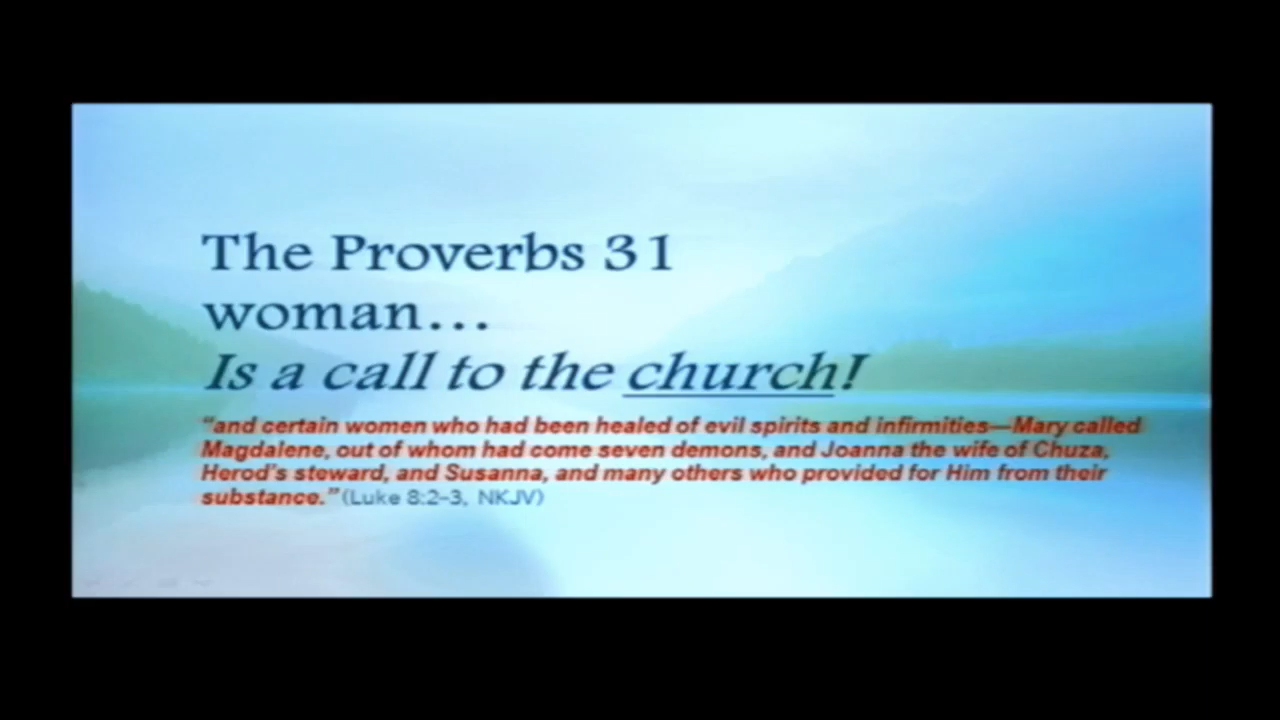 The Proverbs 31
woman...
Is a call to the church!
“and certain women who had been healed of evil spirits and infirmities—Mary called
Magdalene, out of whom had come seven demons, and Joanna the wife of Chuza,
Herod's steward, and Susanna, and many others who provided for Him from their
substance.” (Luke 8:2–3, NKJV)